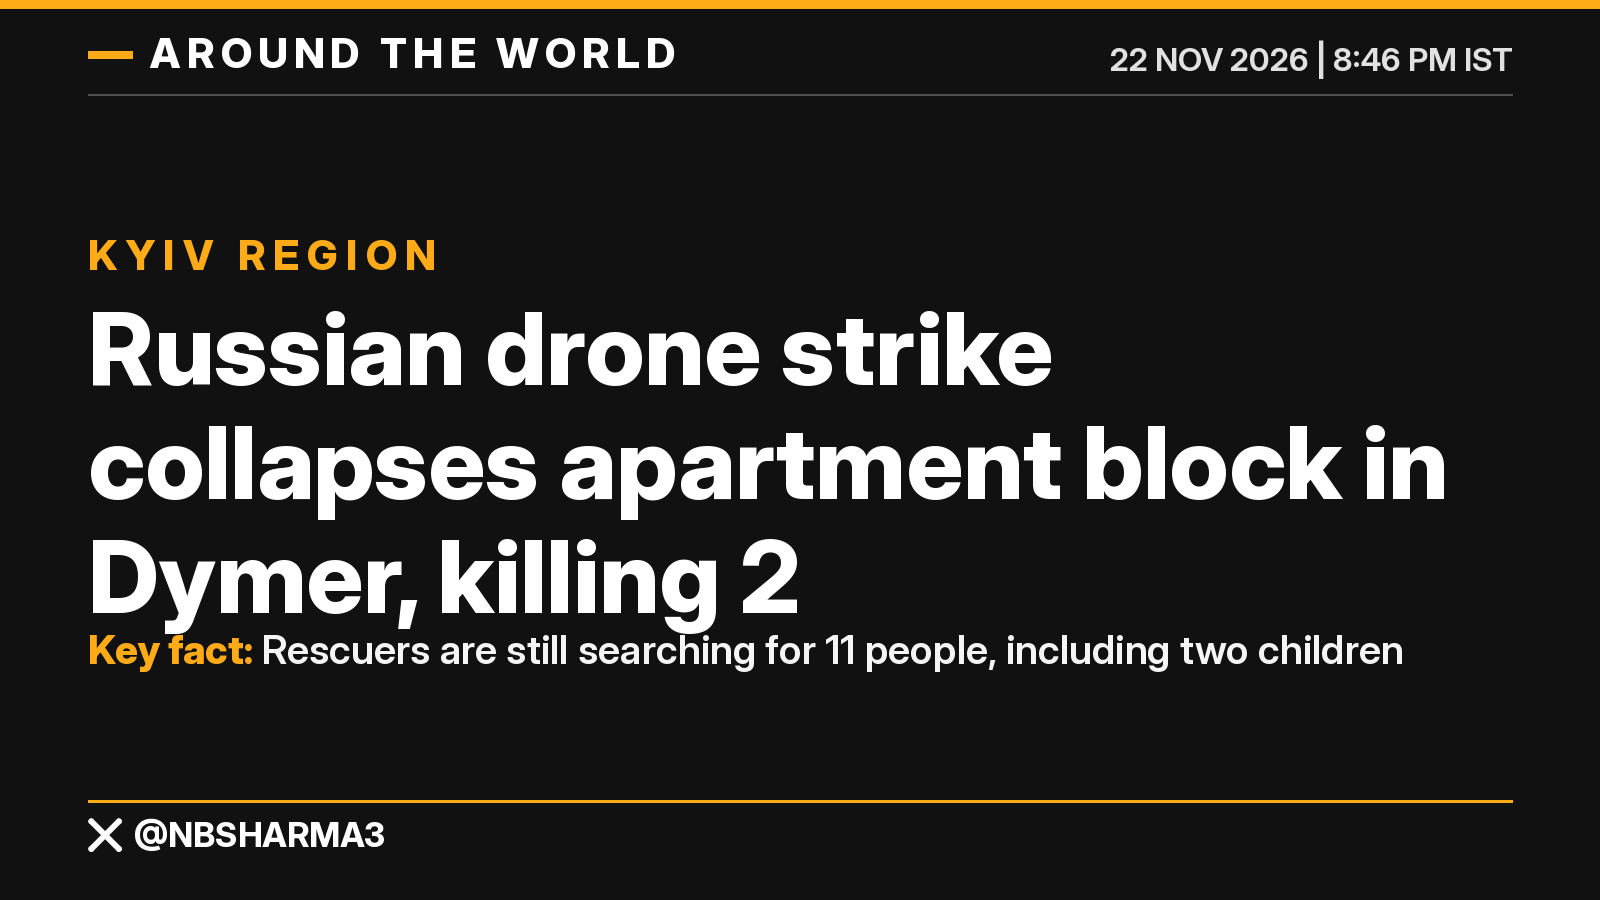 AROUND THE WORLD
22 NOV 2026 | 8:46 PM IST
KYIV REGION
Russian drone strike
collapses apartment block in
Dymer, killing 2
Key fact: Rescuers are still searching for 11 people, including two children
@NBSHARMA3